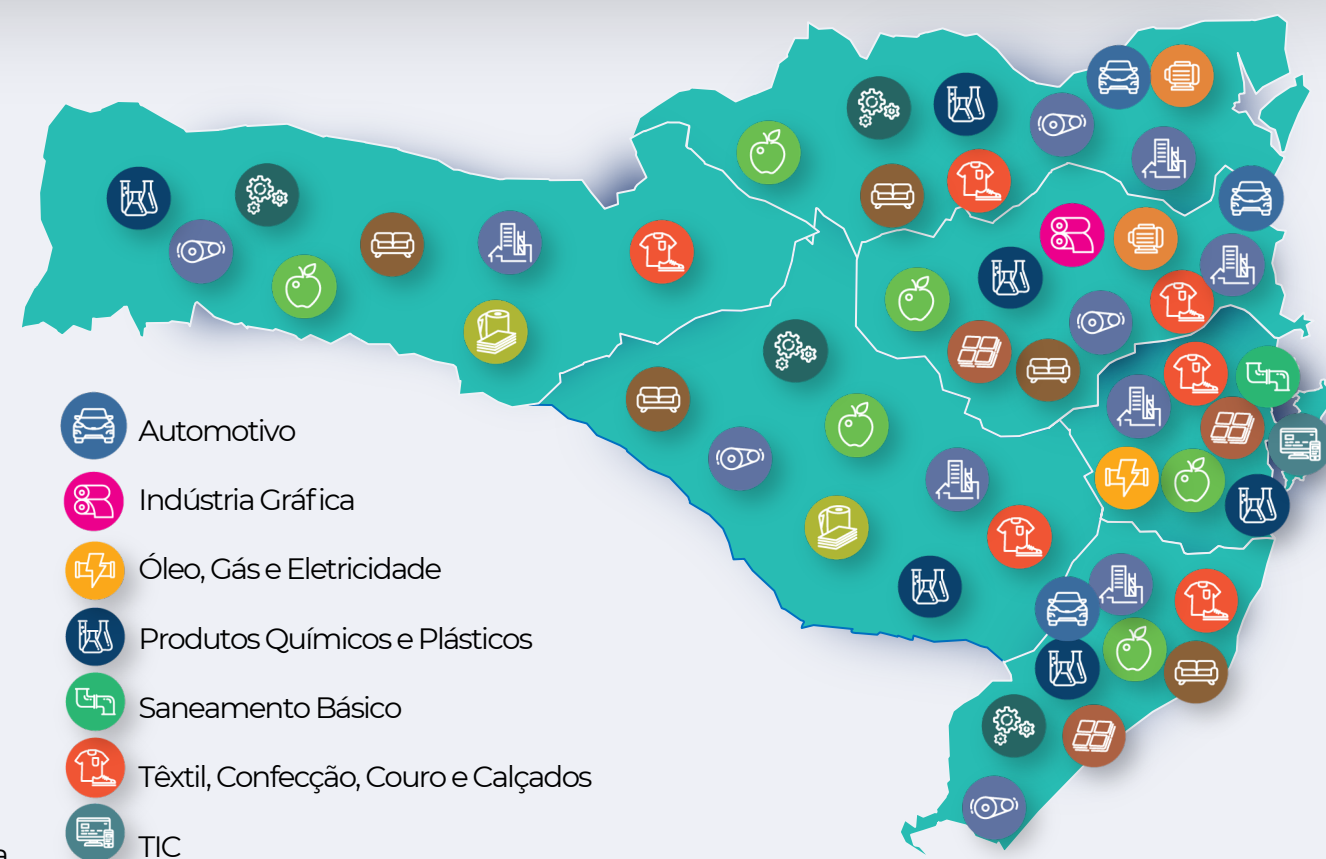 Automotivo
Indústria Gráfica
Óleo, Gás e Eletricidade
Produtos Químicos e Plásticos
Saneamento Básico
Têxtil, Confecção, Couro e Calçados
TIC
a